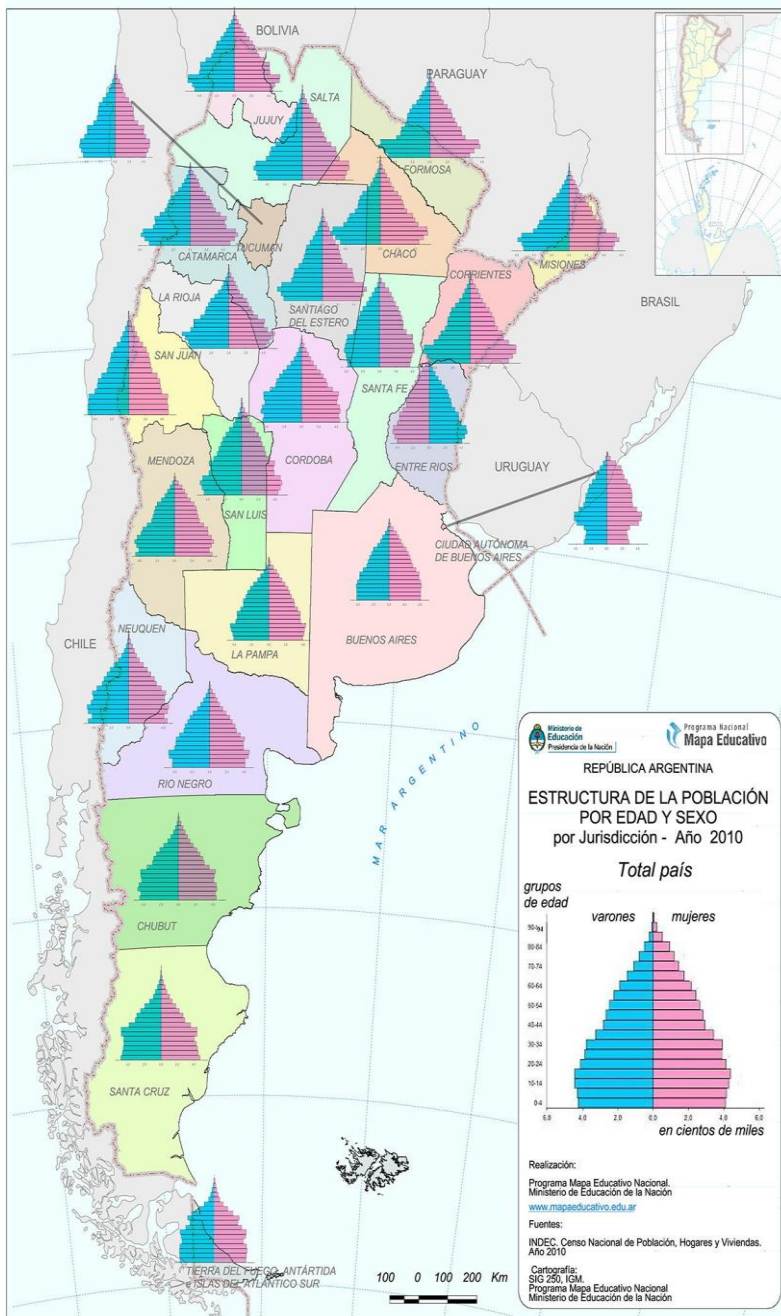 BOLIVIA
PARAGUAY
SALTA
JUJUY
FORMOSA
TUCUMAN
CATAMARCA
CHACO
CORRIENTES
MISIONES
LA RIOJA
SANTIAGO
DEL ESTERO
BRASIL
SAN JUAN
SANTA FE
MENDOZA
CORDOBA
ENTRE RIOS
URUGUAY
SAN LUIS
CIUDAD AUTÓNOMA
DE BUENOS AIRES
NEUQUEN
CHILE
LA PAMPA
BUENOS AIRES
RIO NEGRO
MAR ARGENTINO
CHUBUT
SANTA CRUZ
TIERRA DEL FUEGO, ANTÁRTIDA
e ISLAS DEL ATLANTICO SUR
100 0 100 200 Km
Ministerio de
Educación
Presidencia de la Nación
Programa Nacional
Mapa Educativo
REPÚBLICA ARGENTINA
ESTRUCTURA DE LA POBLACIÓN
POR EDAD Y SEXO
por Jurisdicción - Año 2010
Total país
grupos
de edad
varones mujeres
80-84
70-74
60-64
50-54
40-44
30-34
20-24
10-14
0-4
6,0 4,0 2,0 0,0 2,0 4,0 6,0
en cientos de miles
Realización:
Programa Mapa Educativo Nacional.
Ministerio de Educación de la Nación
www.mapaeducativo.edu.ar
Fuentes:
INDEC. Censo Nacional de Población, Hogares y Viviendas.
Año 2010
Cartografía:
SIG 250, IGM.
Programa Mapa Educativo Nacional
Ministerio de Educación de la Nación